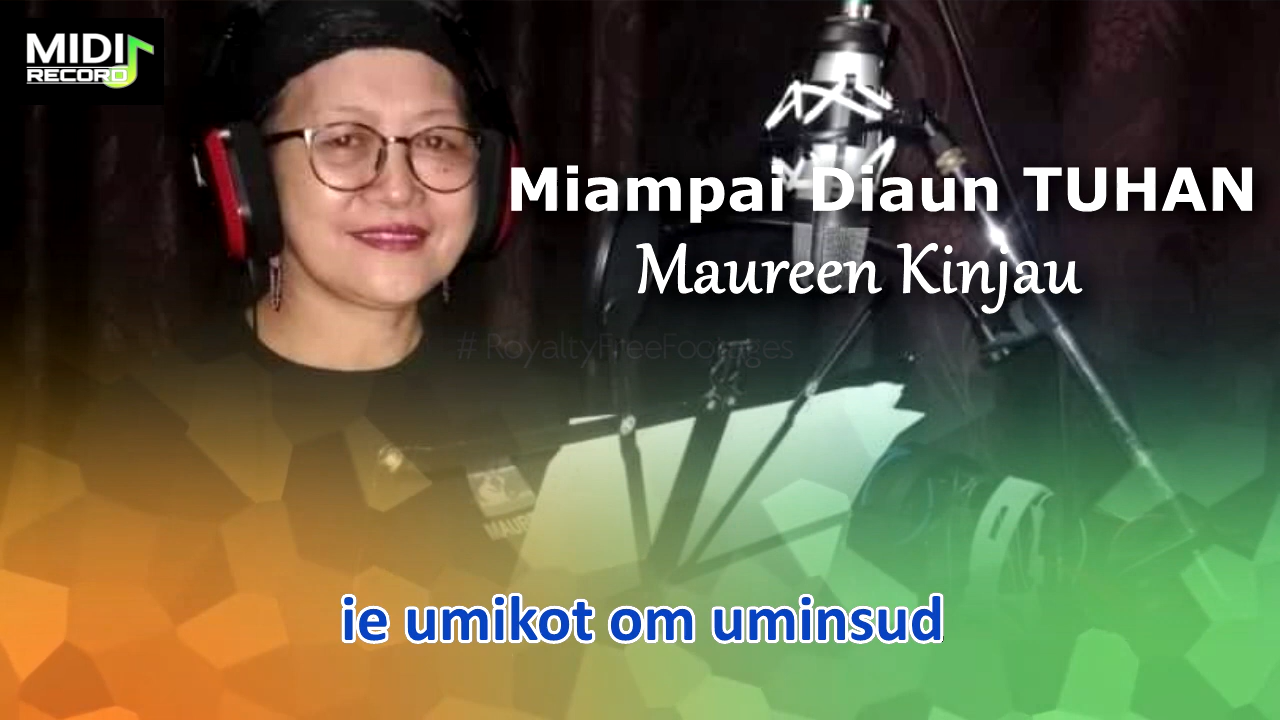 MIDI
RECORD
Miampai Diaun TUHAN
Maureen Kinjau
# RoyaltyFreeFootages
ie umikot om uminsud